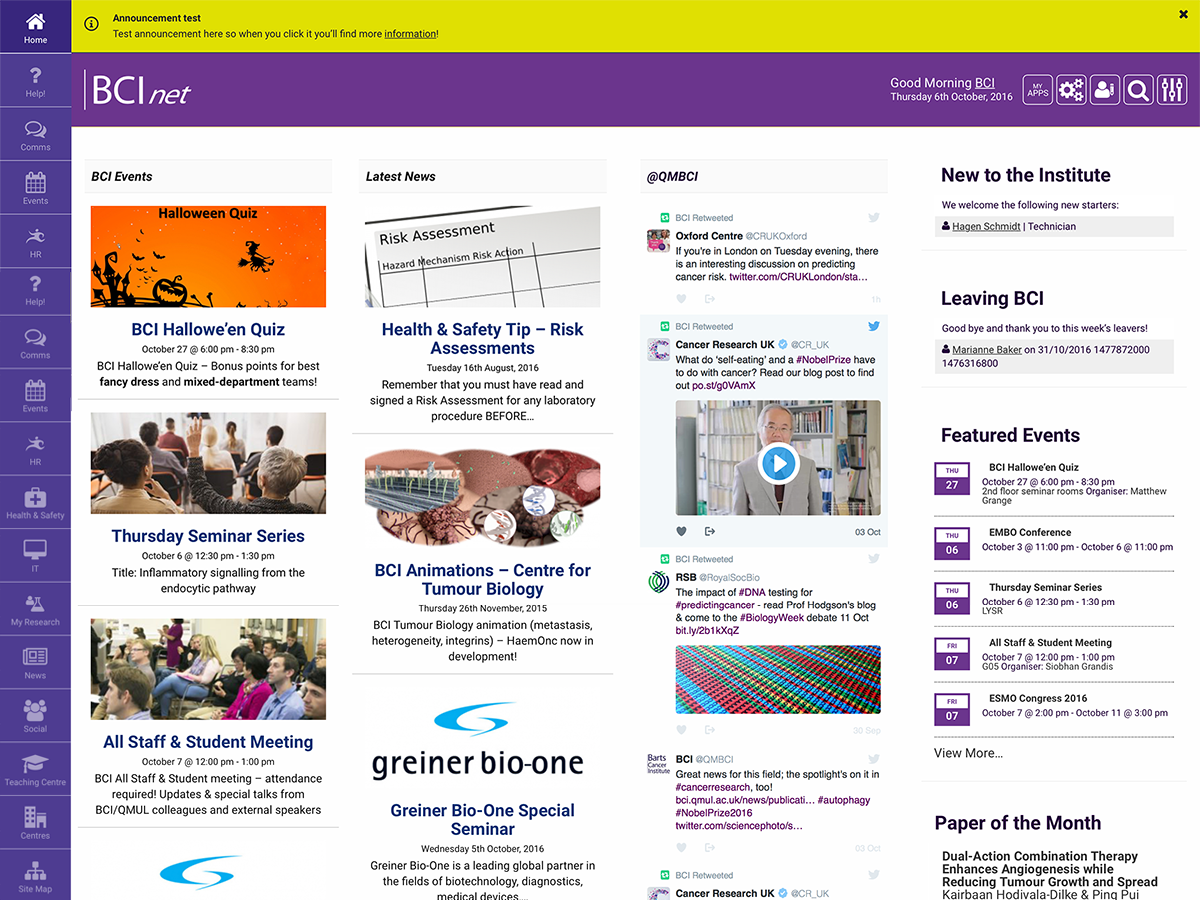 Home
Help!
Comms
Events
HR
Help!
Comms
Events
HR
Health & Safety
IT
My Research
News
Social
Teaching Centre
Centres
Site Map
Announcement test
Test announcement here so when you click it you'll find more information!
BCI net
Good Morning BCI
Thursday 6th October, 2016
MY
APPS
BCI Events
Halloween Quiz
BCI Hallowe'en Quiz
October 27 @ 6:00 pm - 8:30 pm
BCI Hallowe'en Quiz – Bonus points for best
fancy dress and mixed-department teams!
Thursday Seminar Series
October 6 @ 12:30 pm - 1:30 pm
Title: Inflammatory signalling from the
endocytic pathway
All Staff & Student Meeting
October 7 @ 12:00 pm - 1:00 pm
BCI All Staff & Student meeting – attendance
required! Updates & special talks from
BCI/QMUL colleagues and external speakers
Latest News
Risk Assessment
Hazard Mechanism Risk Action
Health & Safety Tip – Risk
Assessments
Tuesday 16th August, 2016
Remember that you must have read and
signed a Risk Assessment for any laboratory
procedure BEFORE...
BCI Animations – Centre for
Tumour Biology
Thursday 26th November, 2015
BCI Tumour Biology animation (metastasis,
heterogeneity, integrins) – HaemOnc now in
development!
greiner bio-one
Greiner Bio-One Special
Seminar
Wednesday 5th October, 2016
Greiner Bio-One is a leading global partner in
the fields of biotechnology, diagnostics,
medical devices,...
@QMBCI
BCI Retweeted
Oxford Centre @CRUKOxford
If you're in London on Tuesday evening, there
is an interesting discussion on predicting
cancer risk. twitter.com/CRUKLondon/sta...
1h
BCI Retweeted
Cancer Research UK @CR_UK
What do 'self-eating' and a #NobelPrize have
to do with cancer? Read our blog post to find
out po.st/g0VAmX
03 Oct
BCI Retweeted
RSB @RoyalSocBio
The impact of #DNA testing for
#predictingcancer - read Prof Hodgson's blog
& come to the #BiologyWeek debate 11 Oct
bit.ly/2b1kXqZ
30 Sep
Barts
Cancer
Institute
BCI @QMBCI
Great news for this field; the spotlight's on it in
#cancerresearch, too!
bci.qmul.ac.uk/news/publicati... #autophagy
#NobelPrize2016
twitter.com/sciencephoto/s...
03 Oct
BCI Retweeted
Cancer Research UK @CR_UK
New to the Institute
We welcome the following new starters:
Hagen Schmidt | Technician
Leaving BCI
Good bye and thank you to this week's leavers!
Marianne Baker on 31/10/2016 1477872000
1476316800
Featured Events
THU
27
BCI Hallowe'en Quiz
October 27 @ 6:00 pm - 8:30 pm
2nd floor seminar rooms Organiser: Matthew
Grange
THU
06
EMBO Conference
October 3 @ 11:00 pm - October 6 @ 11:00 pm
THU
06
Thursday Seminar Series
October 6 @ 12:30 pm - 1:30 pm
LYSR
FRI
07
All Staff & Student Meeting
October 7 @ 12:00 pm - 1:00 pm
G05 Organiser: Siobhan Grandis
FRI
07
ESMO Congress 2016
October 7 @ 2:00 pm - October 11 @ 3:00 pm
View More...
Paper of the Month
Dual-Action Combination Therapy
Enhances Angiogenesis while
Reducing Tumour Growth and Spread
Kairbaan Hodivala-Dilke & Ping Pui